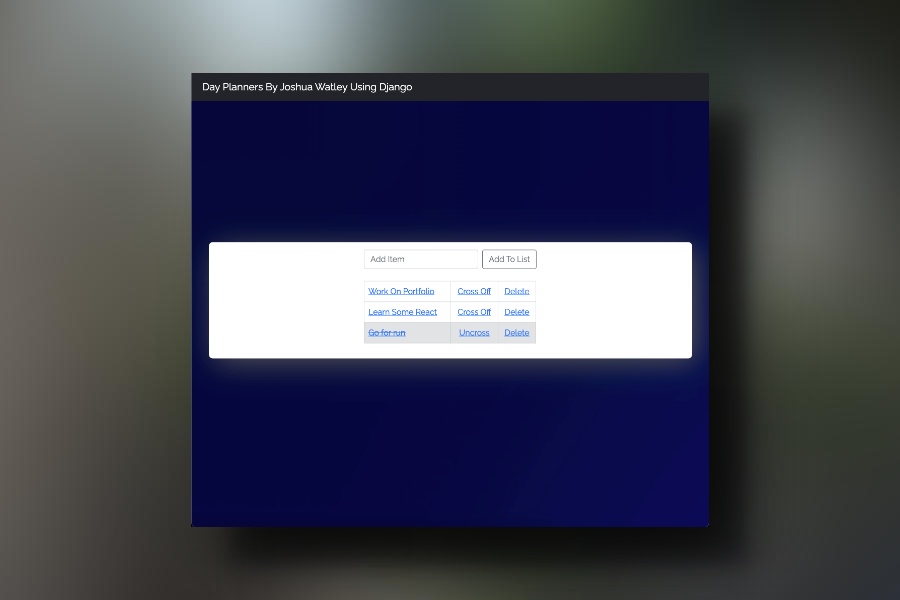 Day Planners By Joshua Watley Using Django
Add Item Add To List
Work On Portfolio Cross Off Delete
Learn Some React Cross Off Delete
Go for run Uncross Delete